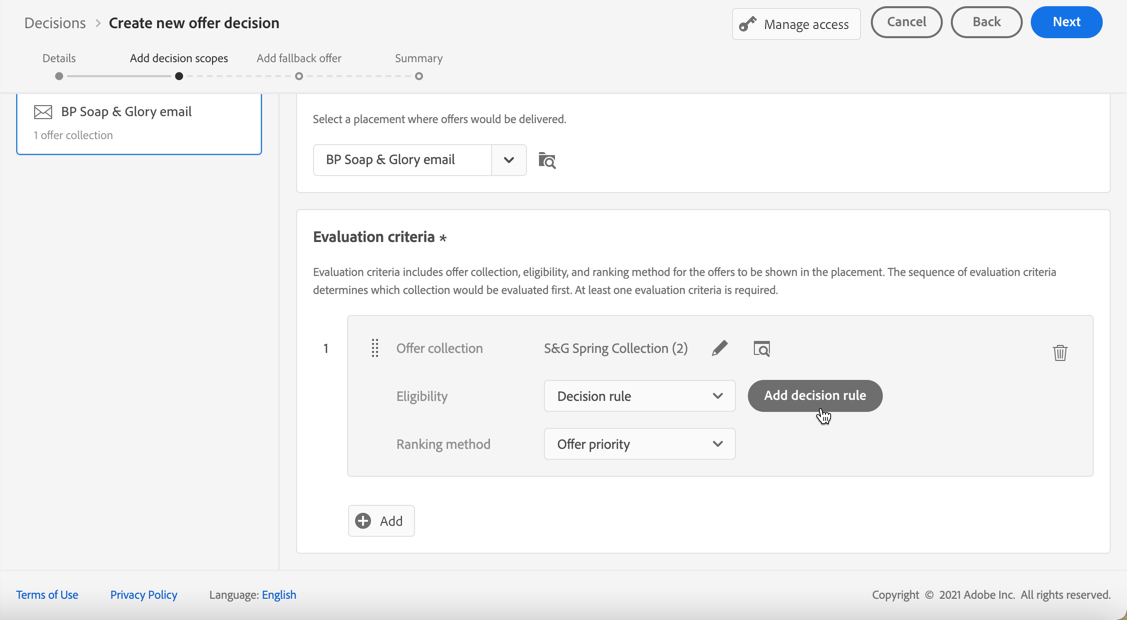 Decisions > Create new offer decision
Manage access
Cancel
Back
Next
Details
Add decision scopes
Add fallback offer
Summary
BP Soap & Glory email
1 offer collection
Select a placement where offers would be delivered.
BP Soap & Glory email
Evaluation criteria *
Evaluation criteria includes offer collection, eligibility, and ranking method for the offers to be shown in the placement. The sequence of evaluation criteria
determines which collection would be evaluated first. At least one evaluation criteria is required.
1
Offer collection
S&G Spring Collection (2)
Eligibility
Decision rule
Add decision rule
Ranking method
Offer priority
Add
Terms of Use
Privacy Policy
Language: English
Copyright © 2021 Adobe Inc. All rights reserved.